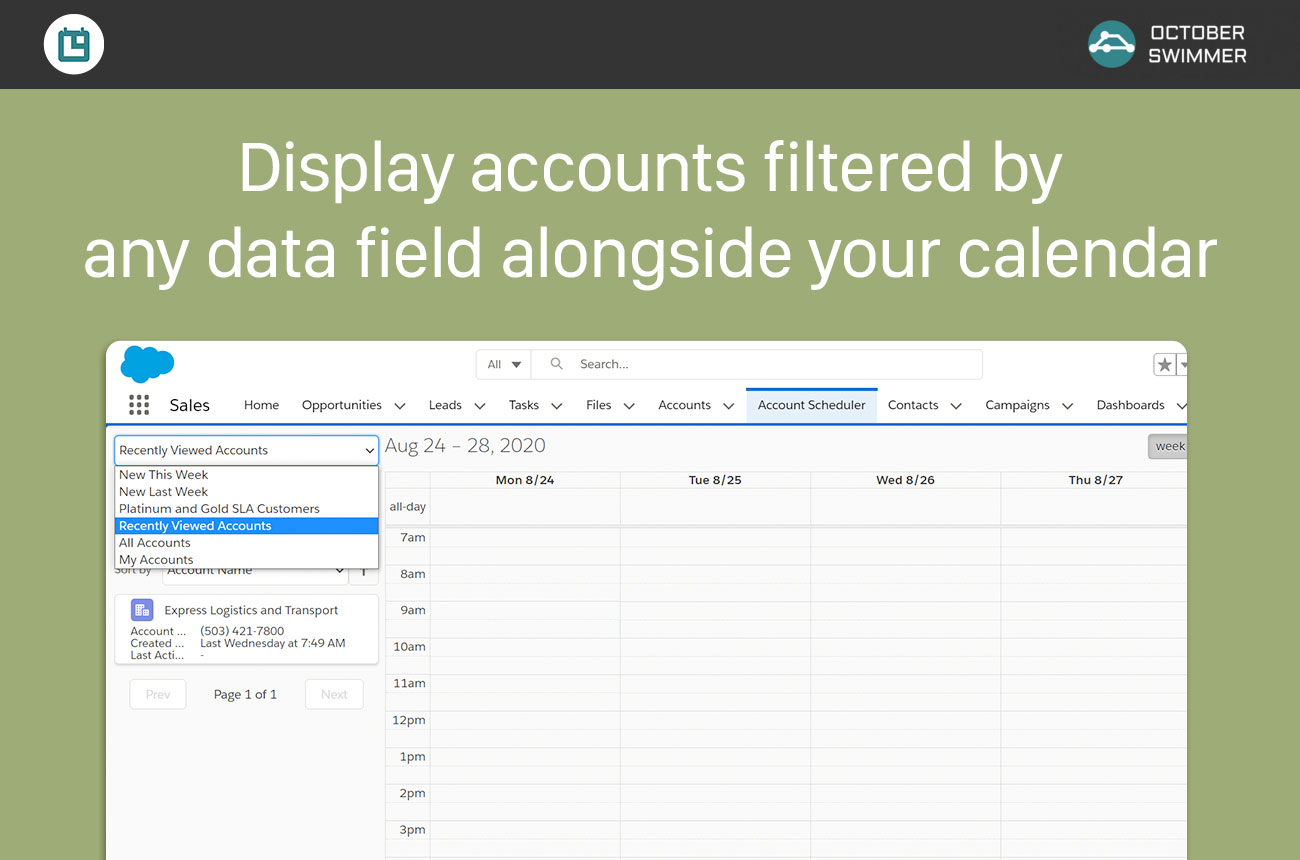 OCTOBER
SWIMMER
Display accounts filtered by
any data field alongside your calendar
All
Search...
Sales
Home
Opportunities
Leads
Tasks
Files
Accounts
Account Scheduler
Contacts
Campaigns
Dashboards
Recently Viewed Accounts
New This Week
New Last Week
Platinum and Gold SLA Customers
Recently Viewed Accounts
All Accounts
My Accounts
Sort by
Account Name
Express Logistics and Transport
Account ... (503) 421-7800
Created ... Last Wednesday at 7:49 AM
Last Acti... -
Prev
Page 1 of 1
Next
Aug 24 – 28, 2020
week
Mon 8/24
Tue 8/25
Wed 8/26
Thu 8/27
all-day
7am
8am
9am
10am
11am
12pm
1pm
2pm
3pm